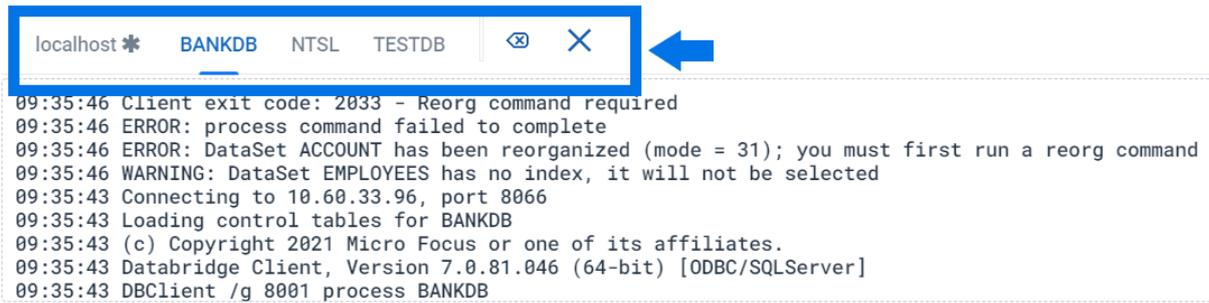 localhost ✱ BANKDB NTSL TESTDB
09:35:46 Client exit code: 2033 - Reorg command required
09:35:46 ERROR: process command failed to complete
09:35:46 ERROR: DataSet ACCOUNT has been reorganized (mode = 31); you must first run a reorg command
09:35:46 WARNING: DataSet EMPLOYEES has no index, it will not be selected
09:35:43 Connecting to 10.60.33.96, port 8066
09:35:43 Loading control tables for BANKDB
09:35:43 (c) Copyright 2021 Micro Focus or one of its affiliates.
09:35:43 Databridge Client, Version 7.0.81.046 (64-bit) [ODBC/SQLServer]
09:35:43 DBClient /g 8001 process BANKDB